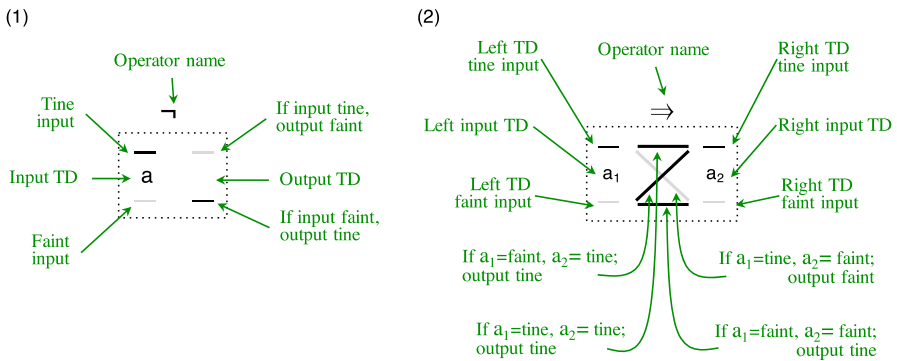 (1)
Operator name
¬
Tine
input
If input tine,
output faint
Input TD
a
Output TD
Faint
input
If input faint,
output tine
(2)
Left TD
tine input
Operator name
Right TD
tine input
⇒
Left input TD
Right input TD
a₁
a₂
Left TD
faint input
Right TD
faint input
If a₁=faint, a₂= tine;
output tine
If a₁=tine, a₂= faint;
output faint
If a₁=tine, a₂= tine;
output tine
If a₁=faint, a₂= faint;
output tine